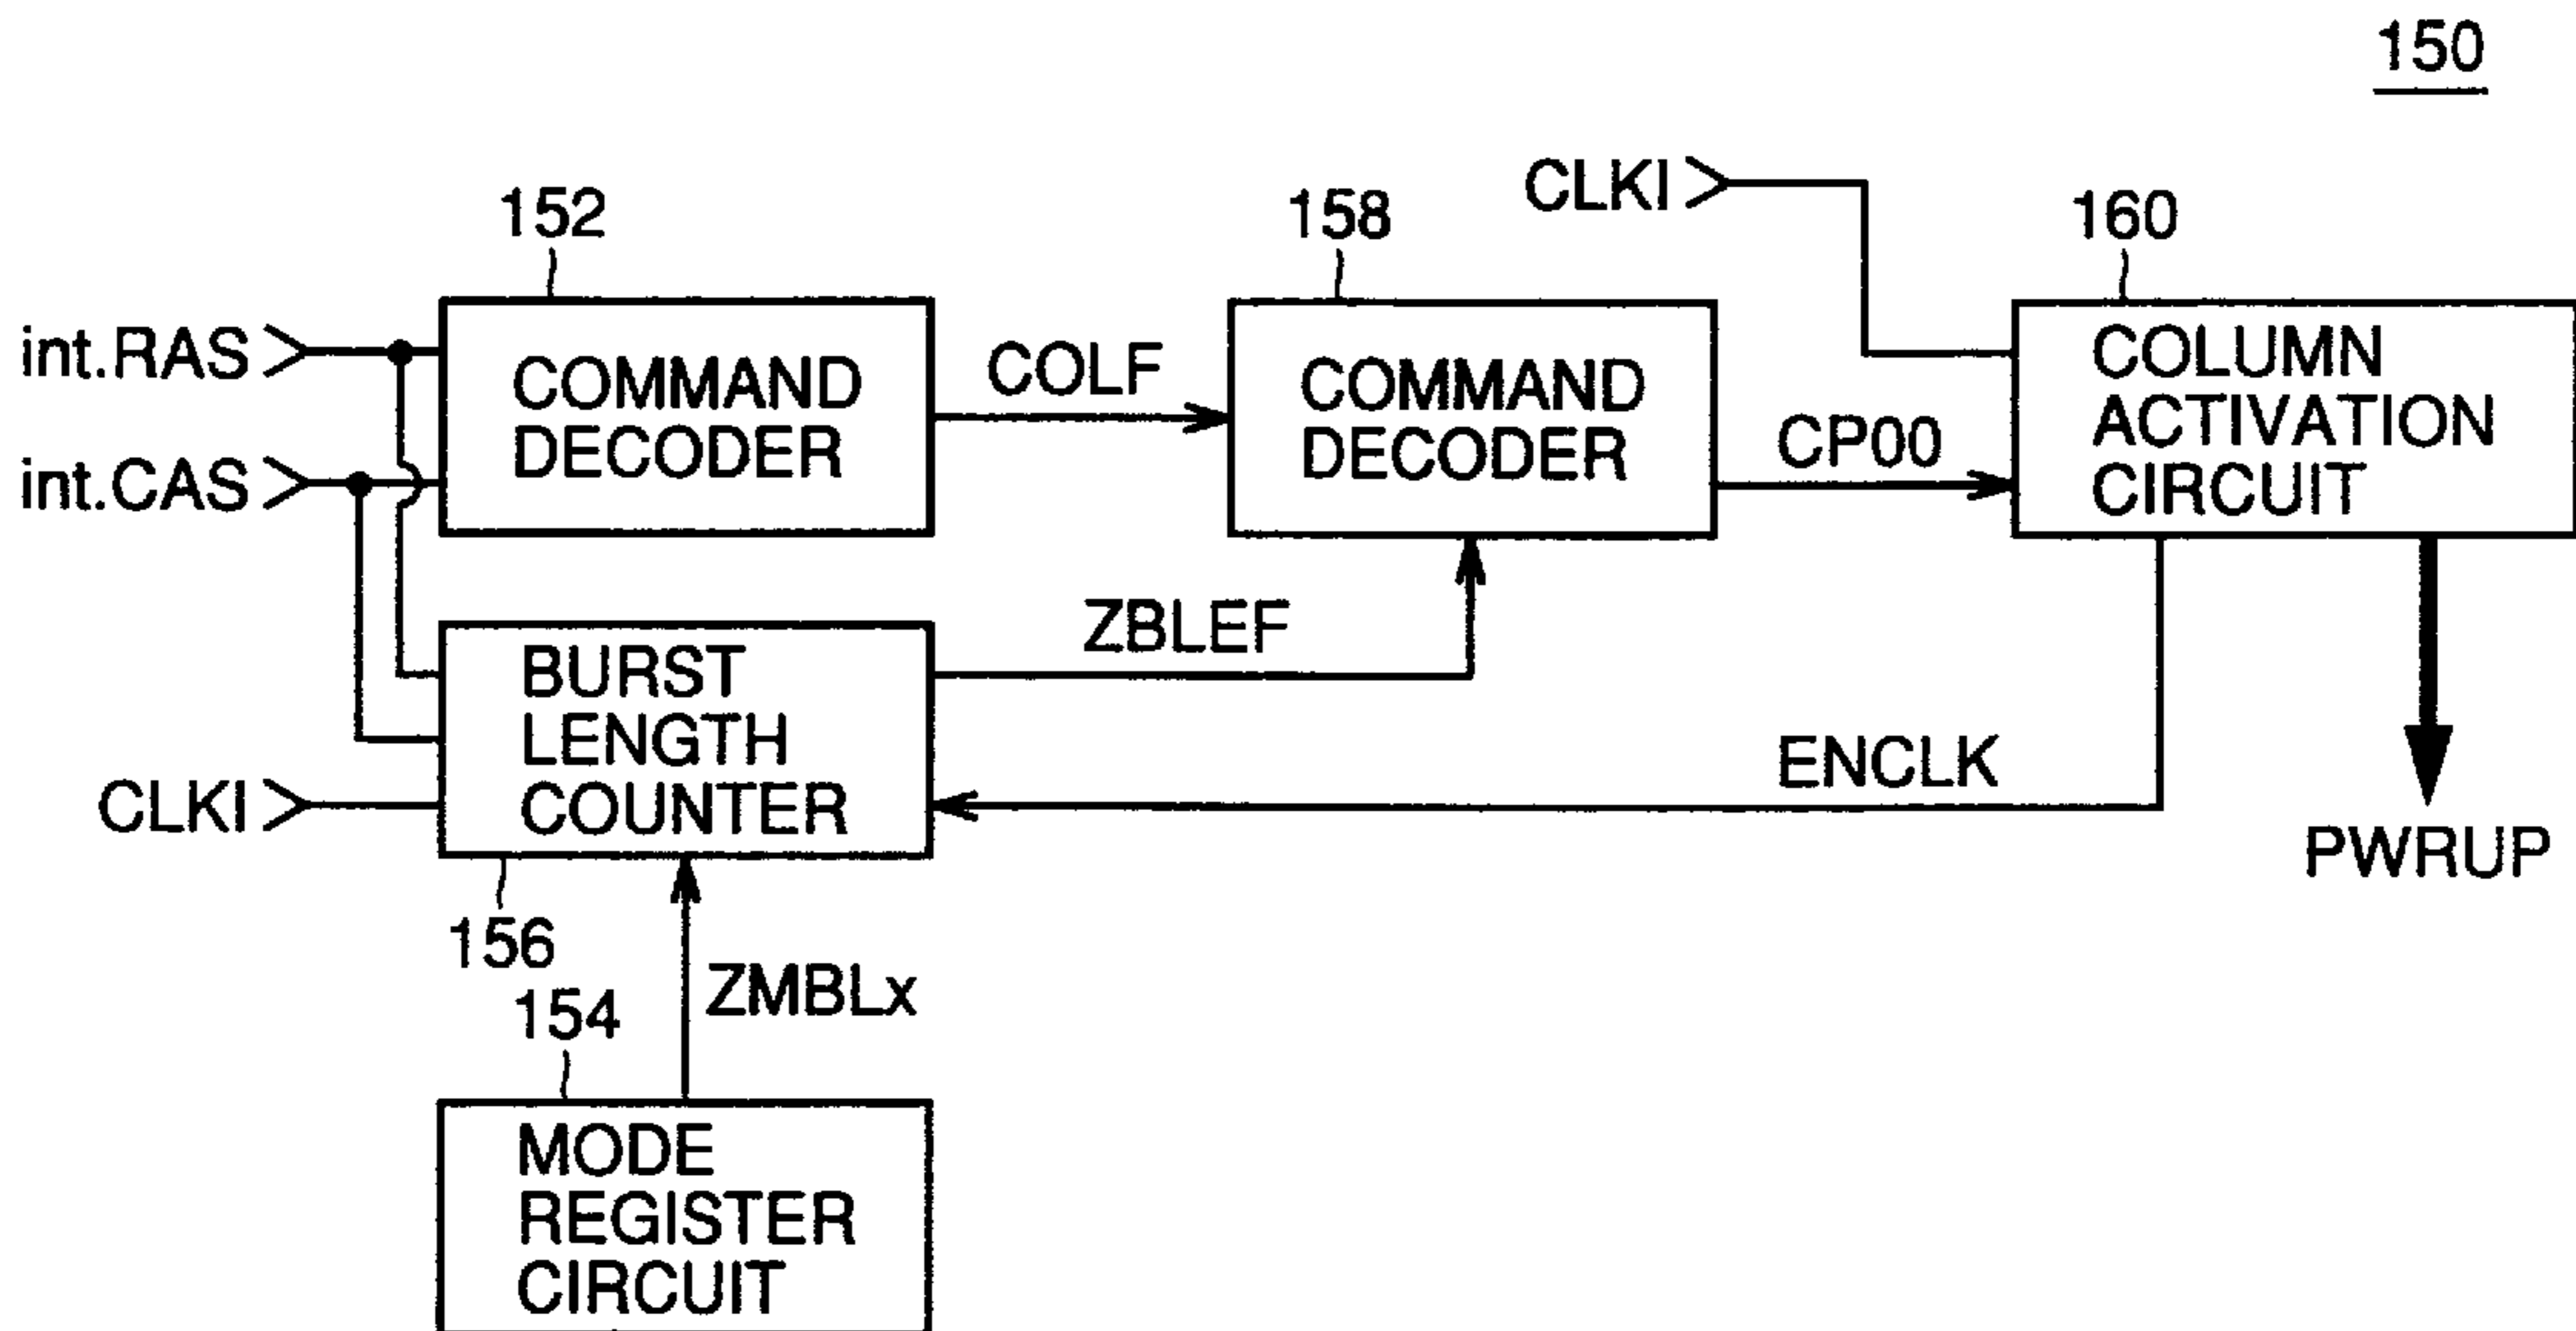 150
CLKI
152
158
160
int.RAS
int.CAS
COMMAND
DECODER
COLF
COMMAND
DECODER
CP00
COLUMN
ACTIVATION
CIRCUIT
ZBLEF
BURST
LENGTH
COUNTER
CLKI
ENCLK
PWRUP
156
154
ZMBLx
MODE
REGISTER
CIRCUIT